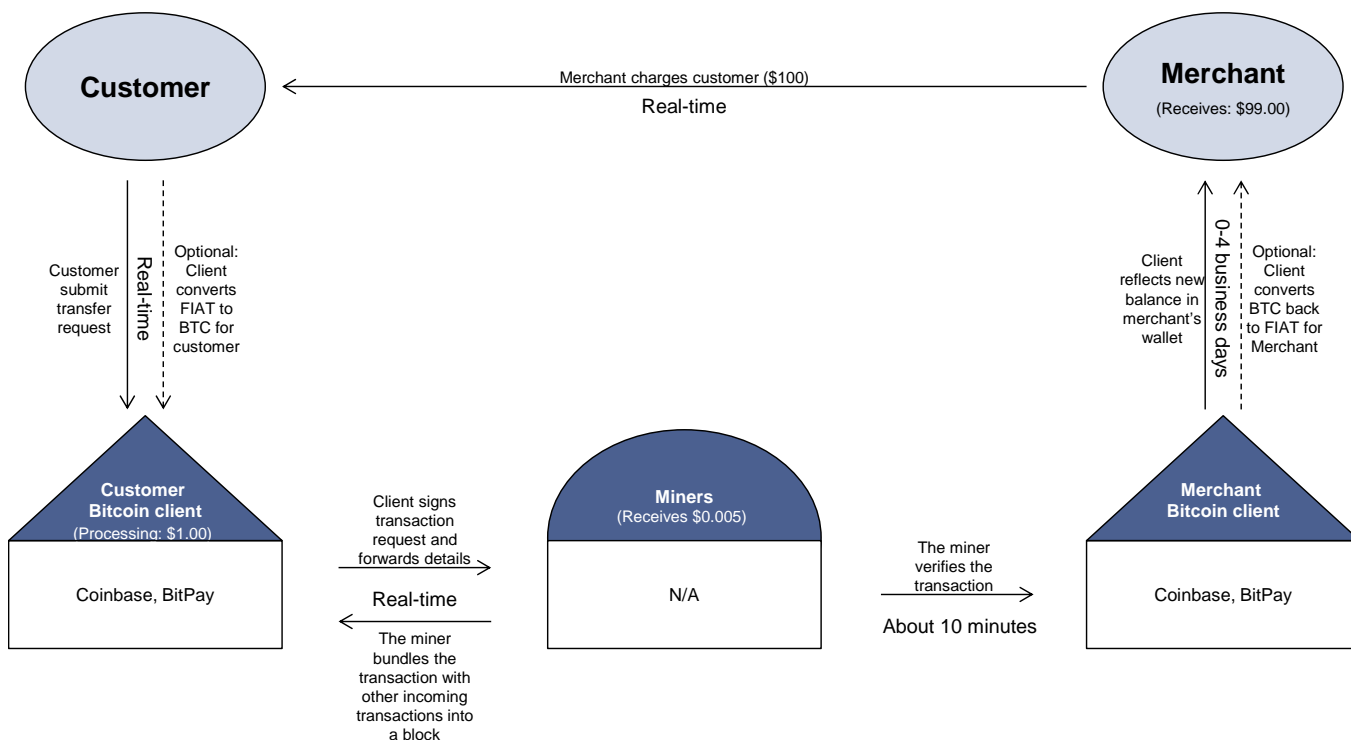 Customer
Merchant charges customer ($100)
Real-time
Merchant
(Receives: $99.00)
Customer
submit
transfer
request
Real-time
Optional:
Client
converts
FIAT to
BTC for
customer
Client
reflects new
balance in
merchant’s
wallet
0-4 business days
Optional:
Client
converts
BTC back
to FIAT for
Merchant
Customer
Bitcoin client
(Processing: $1.00)
Coinbase, BitPay
Client signs
transaction
request and
forwards details
Real-time
The miner
bundles the
transaction with
other incoming
transactions into
a block
Miners
(Receives $0.005)
N/A
The miner
verifies the
transaction
About 10 minutes
Merchant
Bitcoin client
Coinbase, BitPay